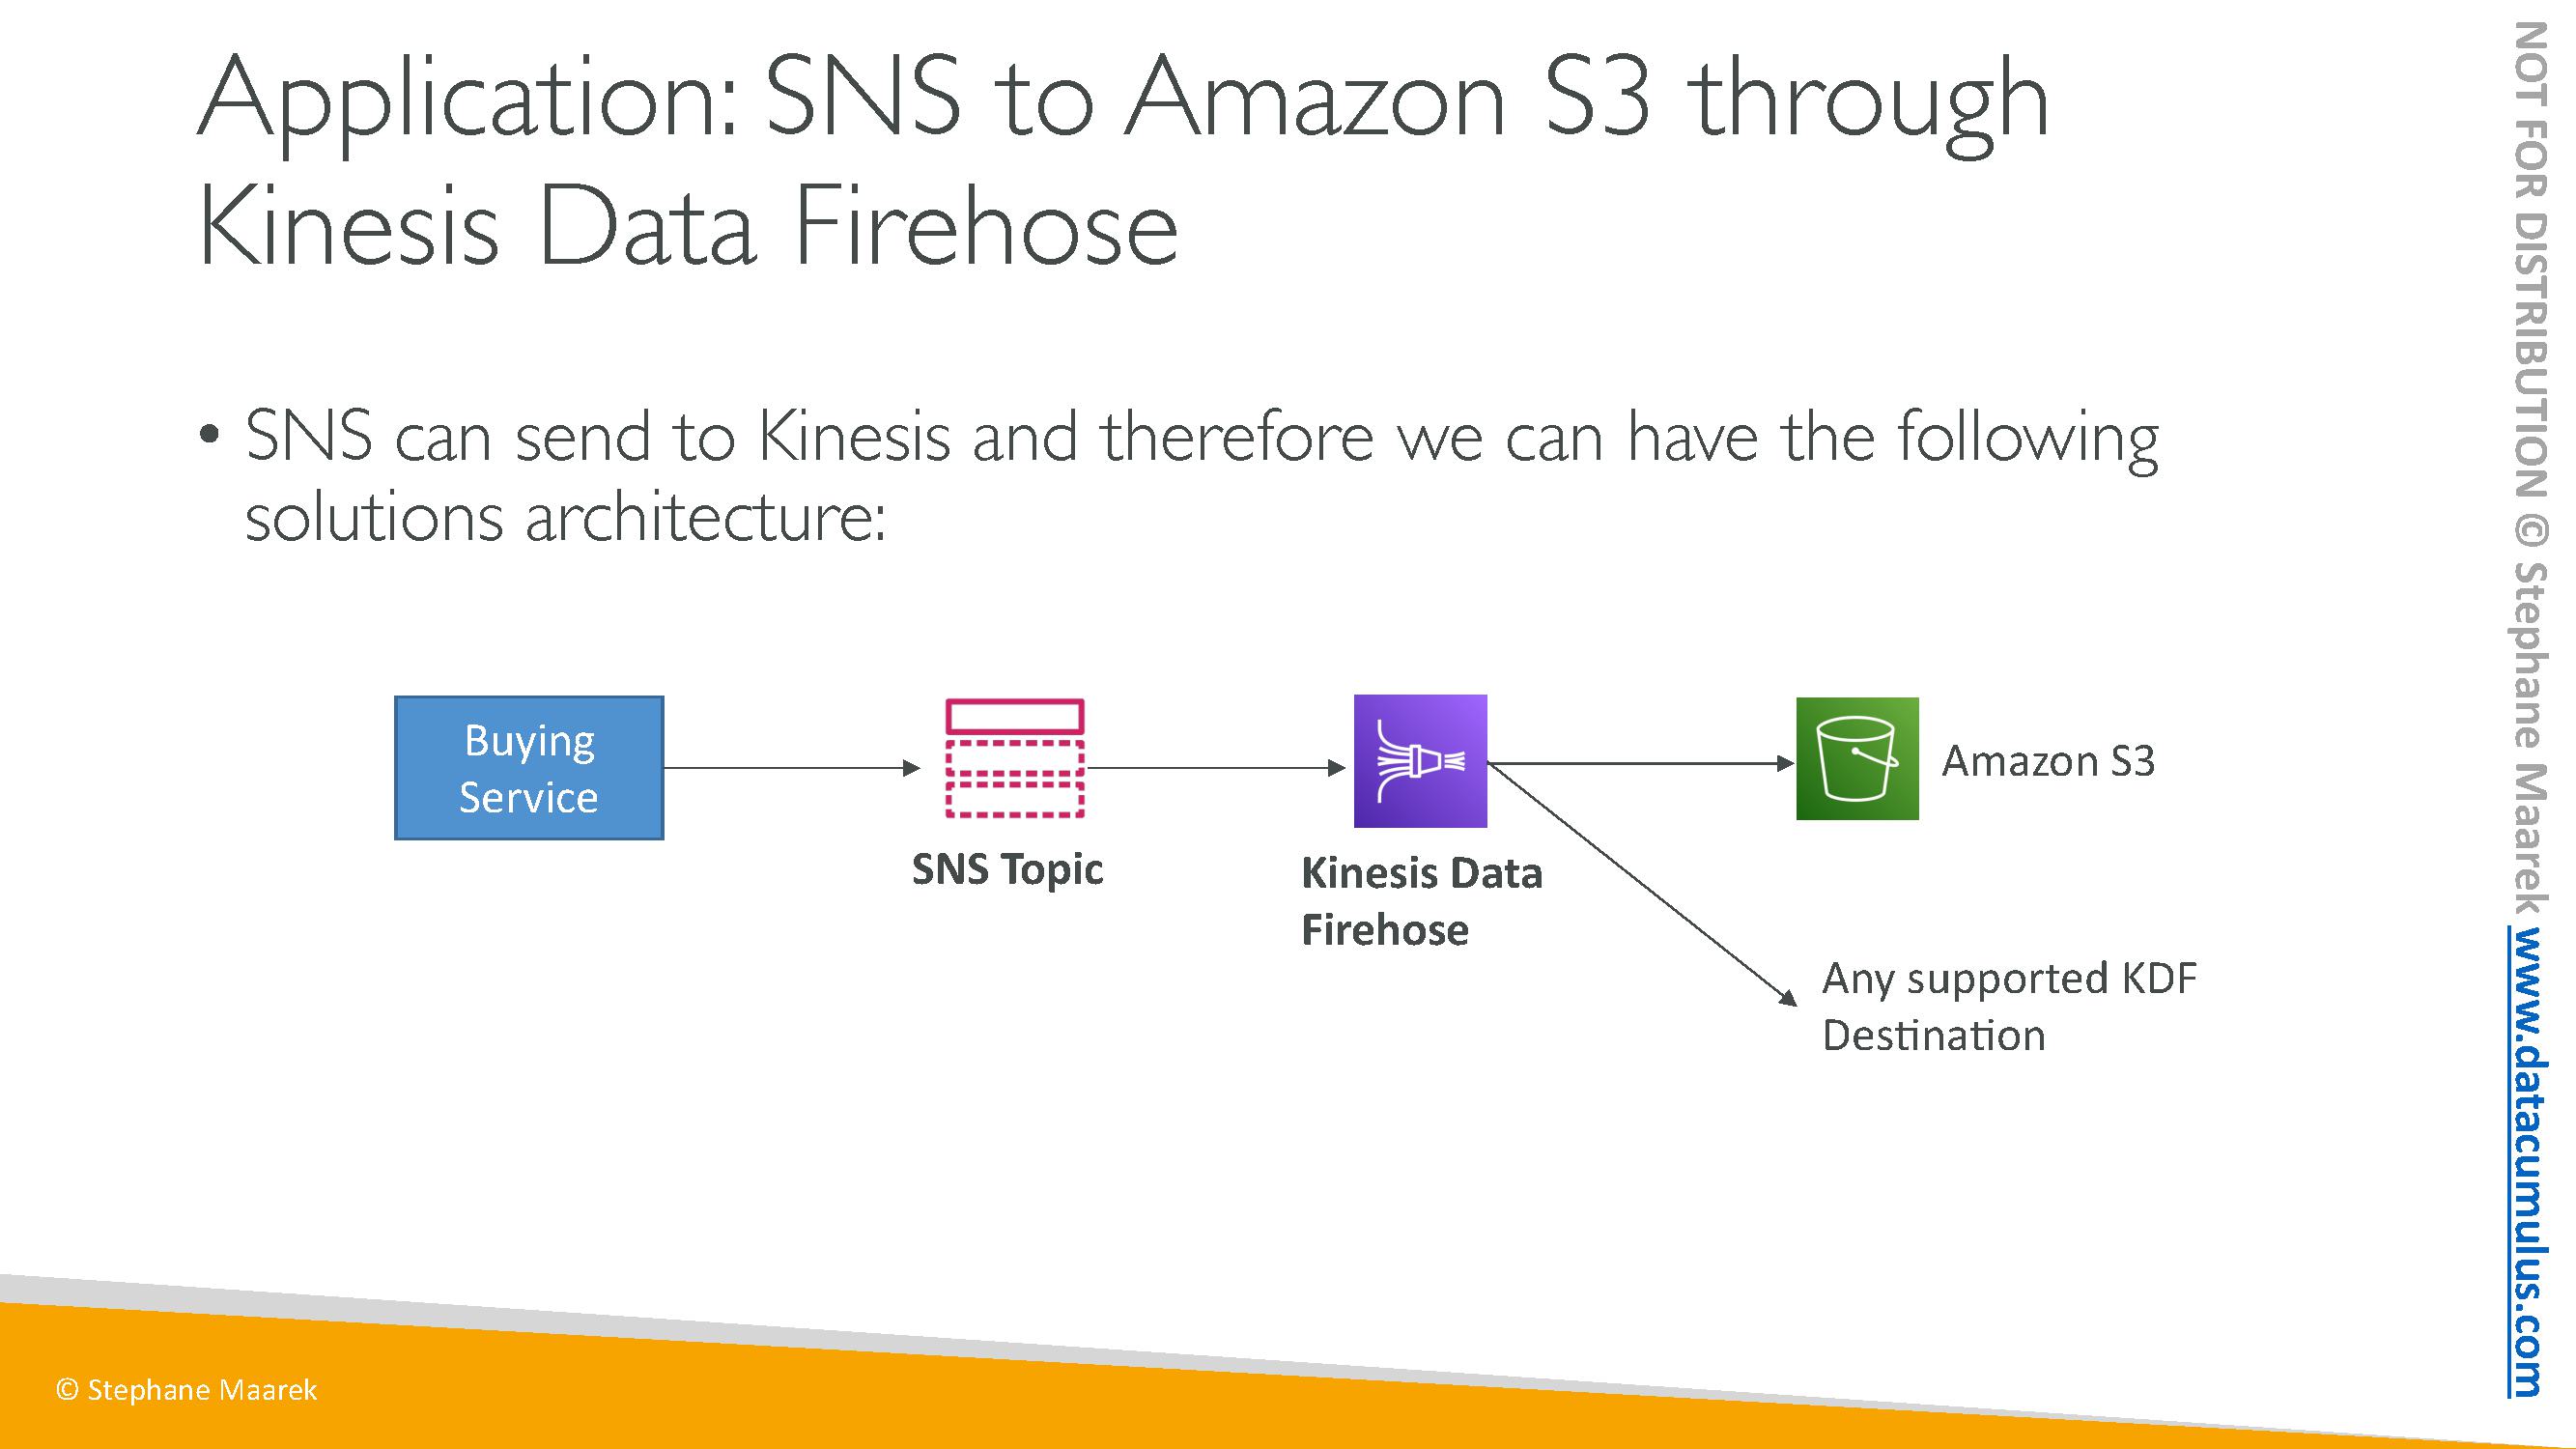 Application: SNS to Amazon S3 through
Kinesis Data Firehose
• SNS can send to Kinesis and therefore we can have the following
solutions architecture:
Buying
Service
SNS Topic
Kinesis Data
Firehose
Amazon S3
Any supported KDF
Destination
© Stephane Maarek
NOT FOR DISTRIBUTION © Stephane Maarek www.datacumulus.com